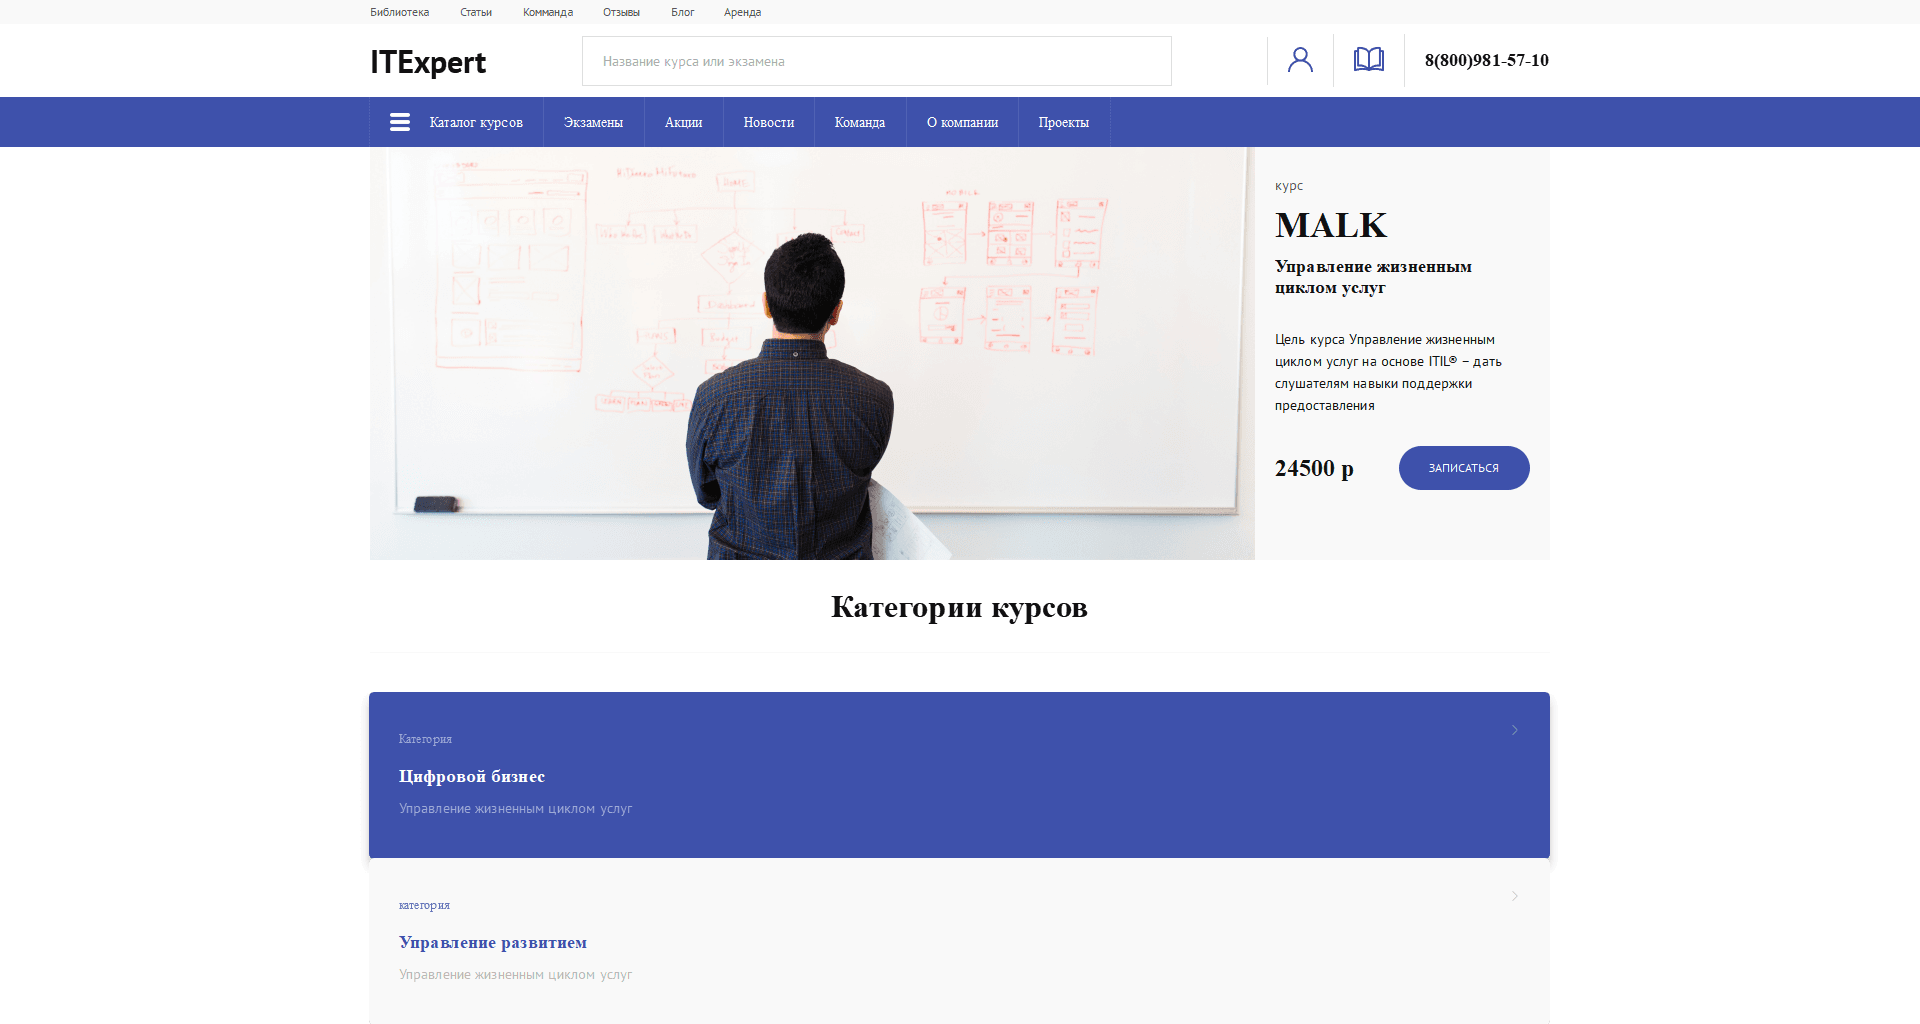 Библиотека Статьи Комманда Отзывы Блог Аренда
ITExpert
Название курса или экзамена
8(800)981-57-10
Каталог курсов Экзамены Акции Новости Команда О компании Проекты
курс
MALK
Управление жизненным
циклом услуг
Цель курса Управление жизненным
циклом услуг на основе ITIL® – дать
слушателям навыки поддержки
предоставления
24500 р
ЗАПИСАТЬСЯ
Категории курсов
Категория
Цифровой бизнес
Управление жизненным циклом услуг
категория
Управление развитием
Управление жизненным циклом услуг